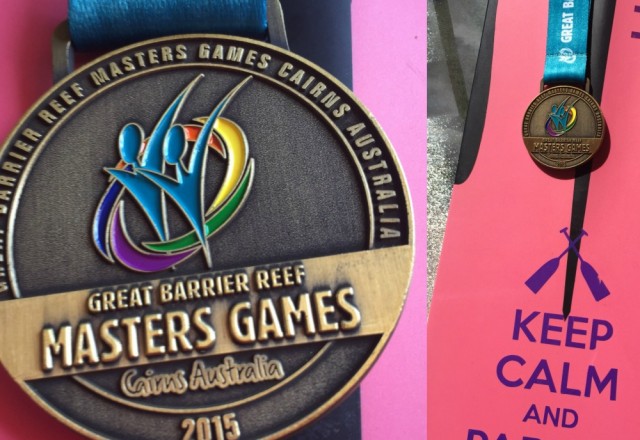 GREAT BARRIER REEF MASTERS GAMES CAIRNS AUSTRALIA
GREAT BARRIER REEF
MASTERS GAMES
Cairns Australia
2015
GREAT BARR
MASTERS GAMES
KEEP
CALM
AND